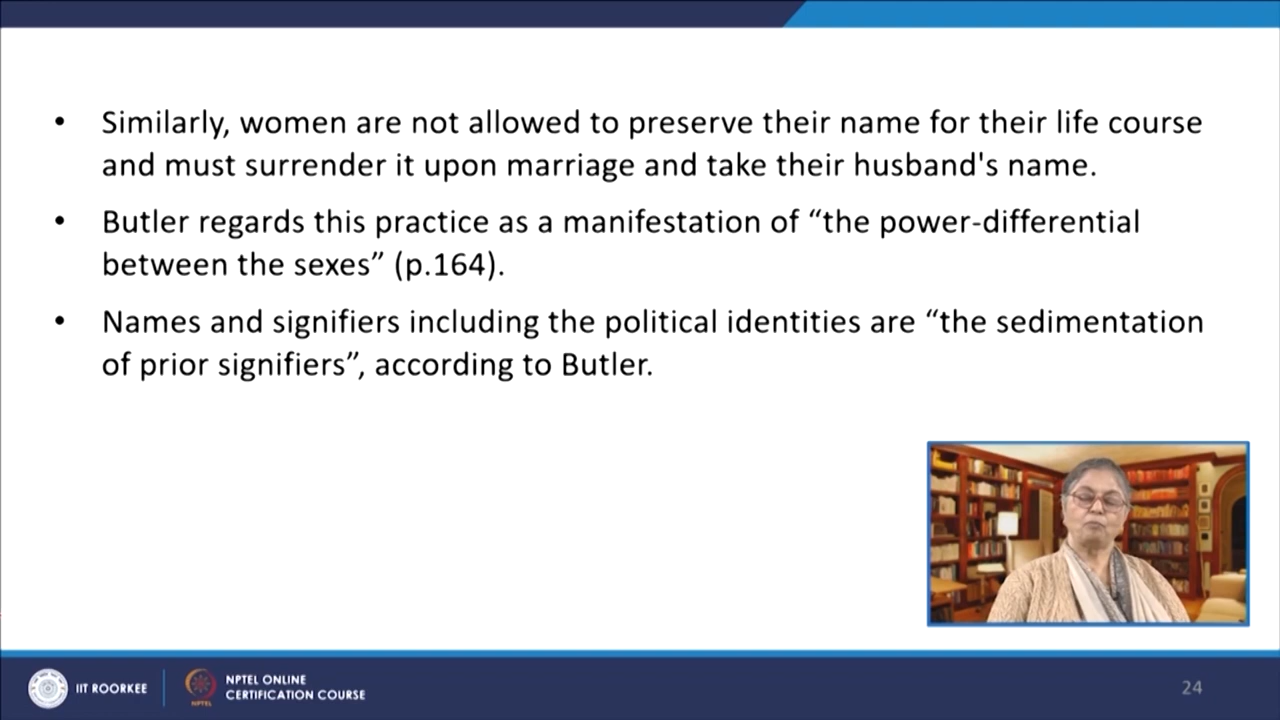 • Similarly, women are not allowed to preserve their name for their life course
and must surrender it upon marriage and take their husband's name.
• Butler regards this practice as a manifestation of “the power-differential
between the sexes” (p.164).
• Names and signifiers including the political identities are “the sedimentation
of prior signifiers”, according to Butler.
IIT ROORKEE
NPTEL
NPTEL ONLINE
CERTIFICATION COURSE
24